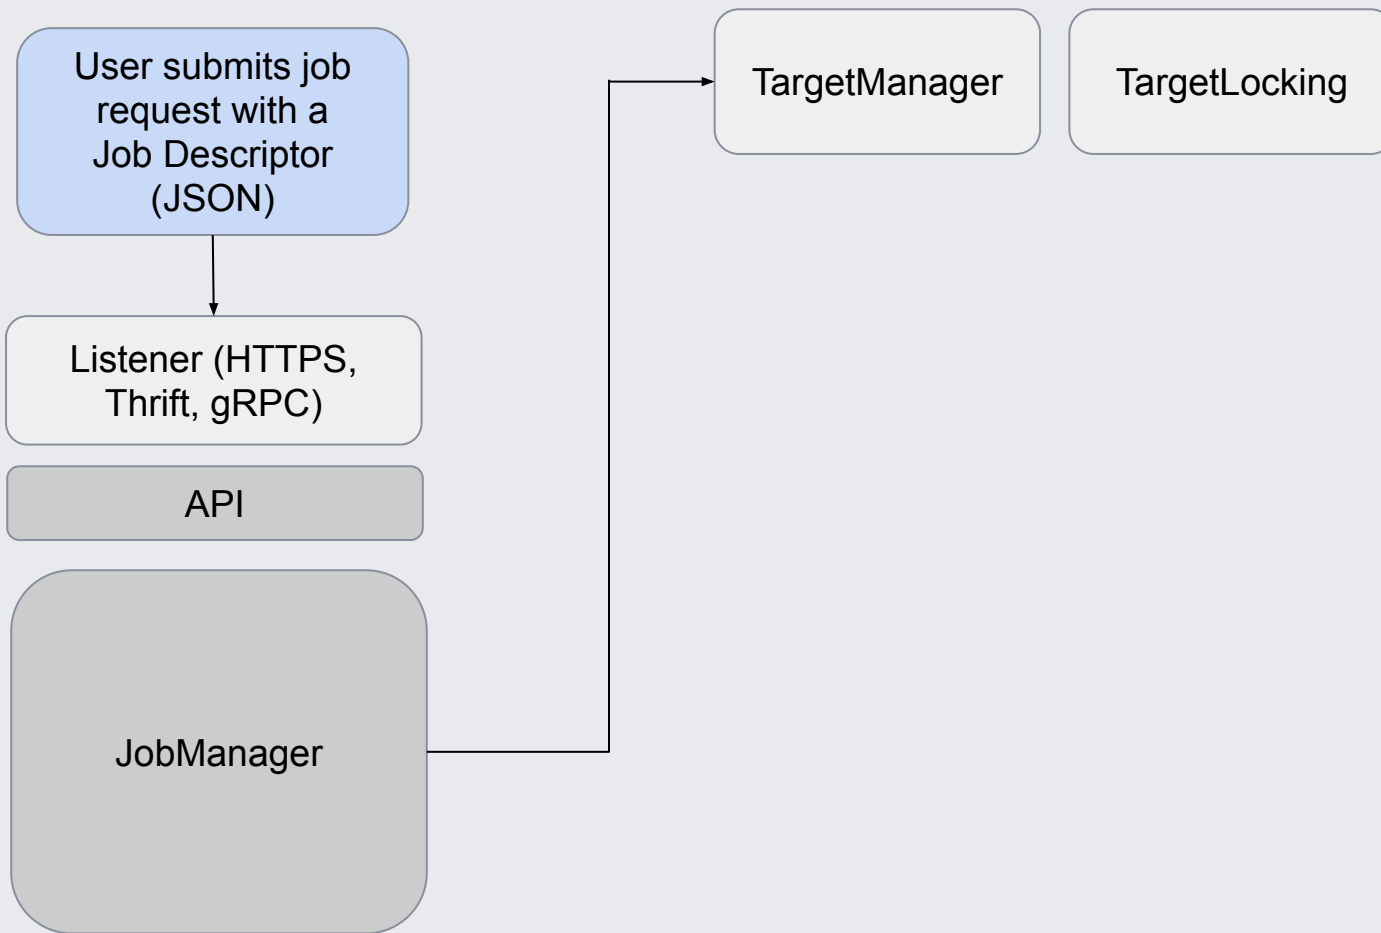 User submits job
request with a
Job Descriptor
(JSON)
TargetManager
TargetLocking
Listener (HTTPS,
Thrift, gRPC)
API
JobManager